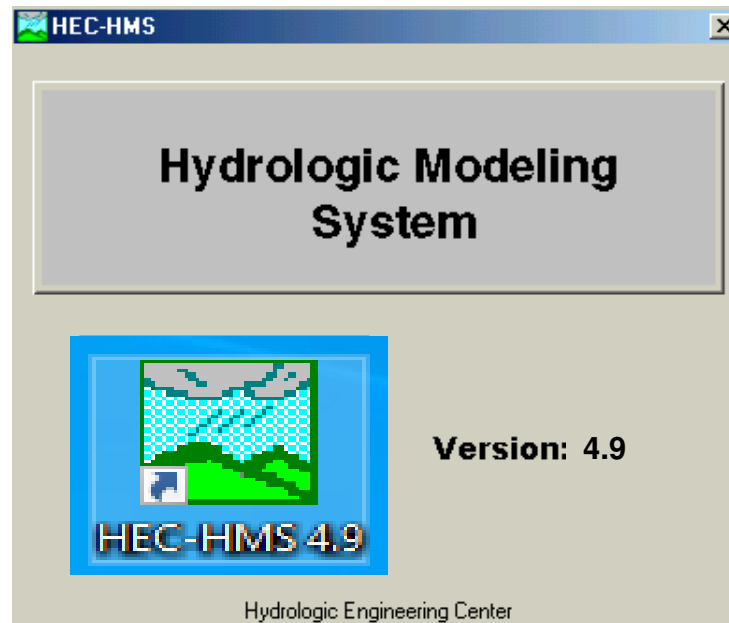 HEC-HMS
Hydrologic Modeling
System
Version: 4.9
HEC-HMS 4.9
Hydrologic Engineering Center